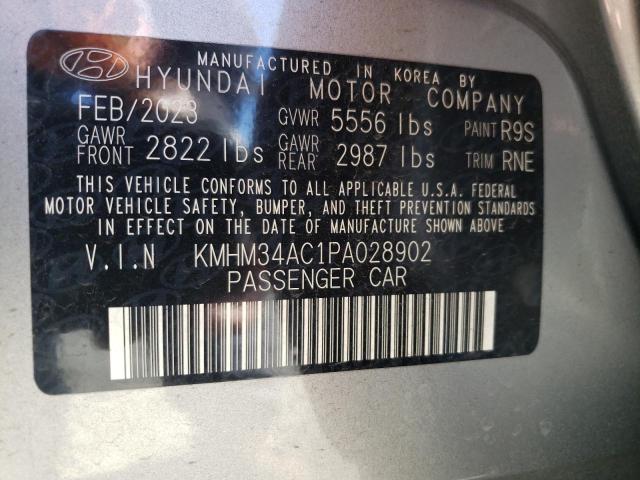 MANUFACTURED IN KOREA BY
HYUNDAI MOTOR COMPANY
FEB/2023 GVWR 5556 lbs PAINT R9S
GAWR FRONT 2822 lbs GAWR REAR 2987 lbs TRIM RNE
THIS VEHICLE CONFORMS TO ALL APPLICABLE U.S.A. FEDERAL
MOTOR VEHICLE SAFETY, BUMPER, AND THEFT PREVENTION STANDARDS
IN EFFECT ON THE DATE OF MANUFACTURE SHOWN ABOVE.
V.I.N KMHM34AC1PA028902
PASSENGER CAR